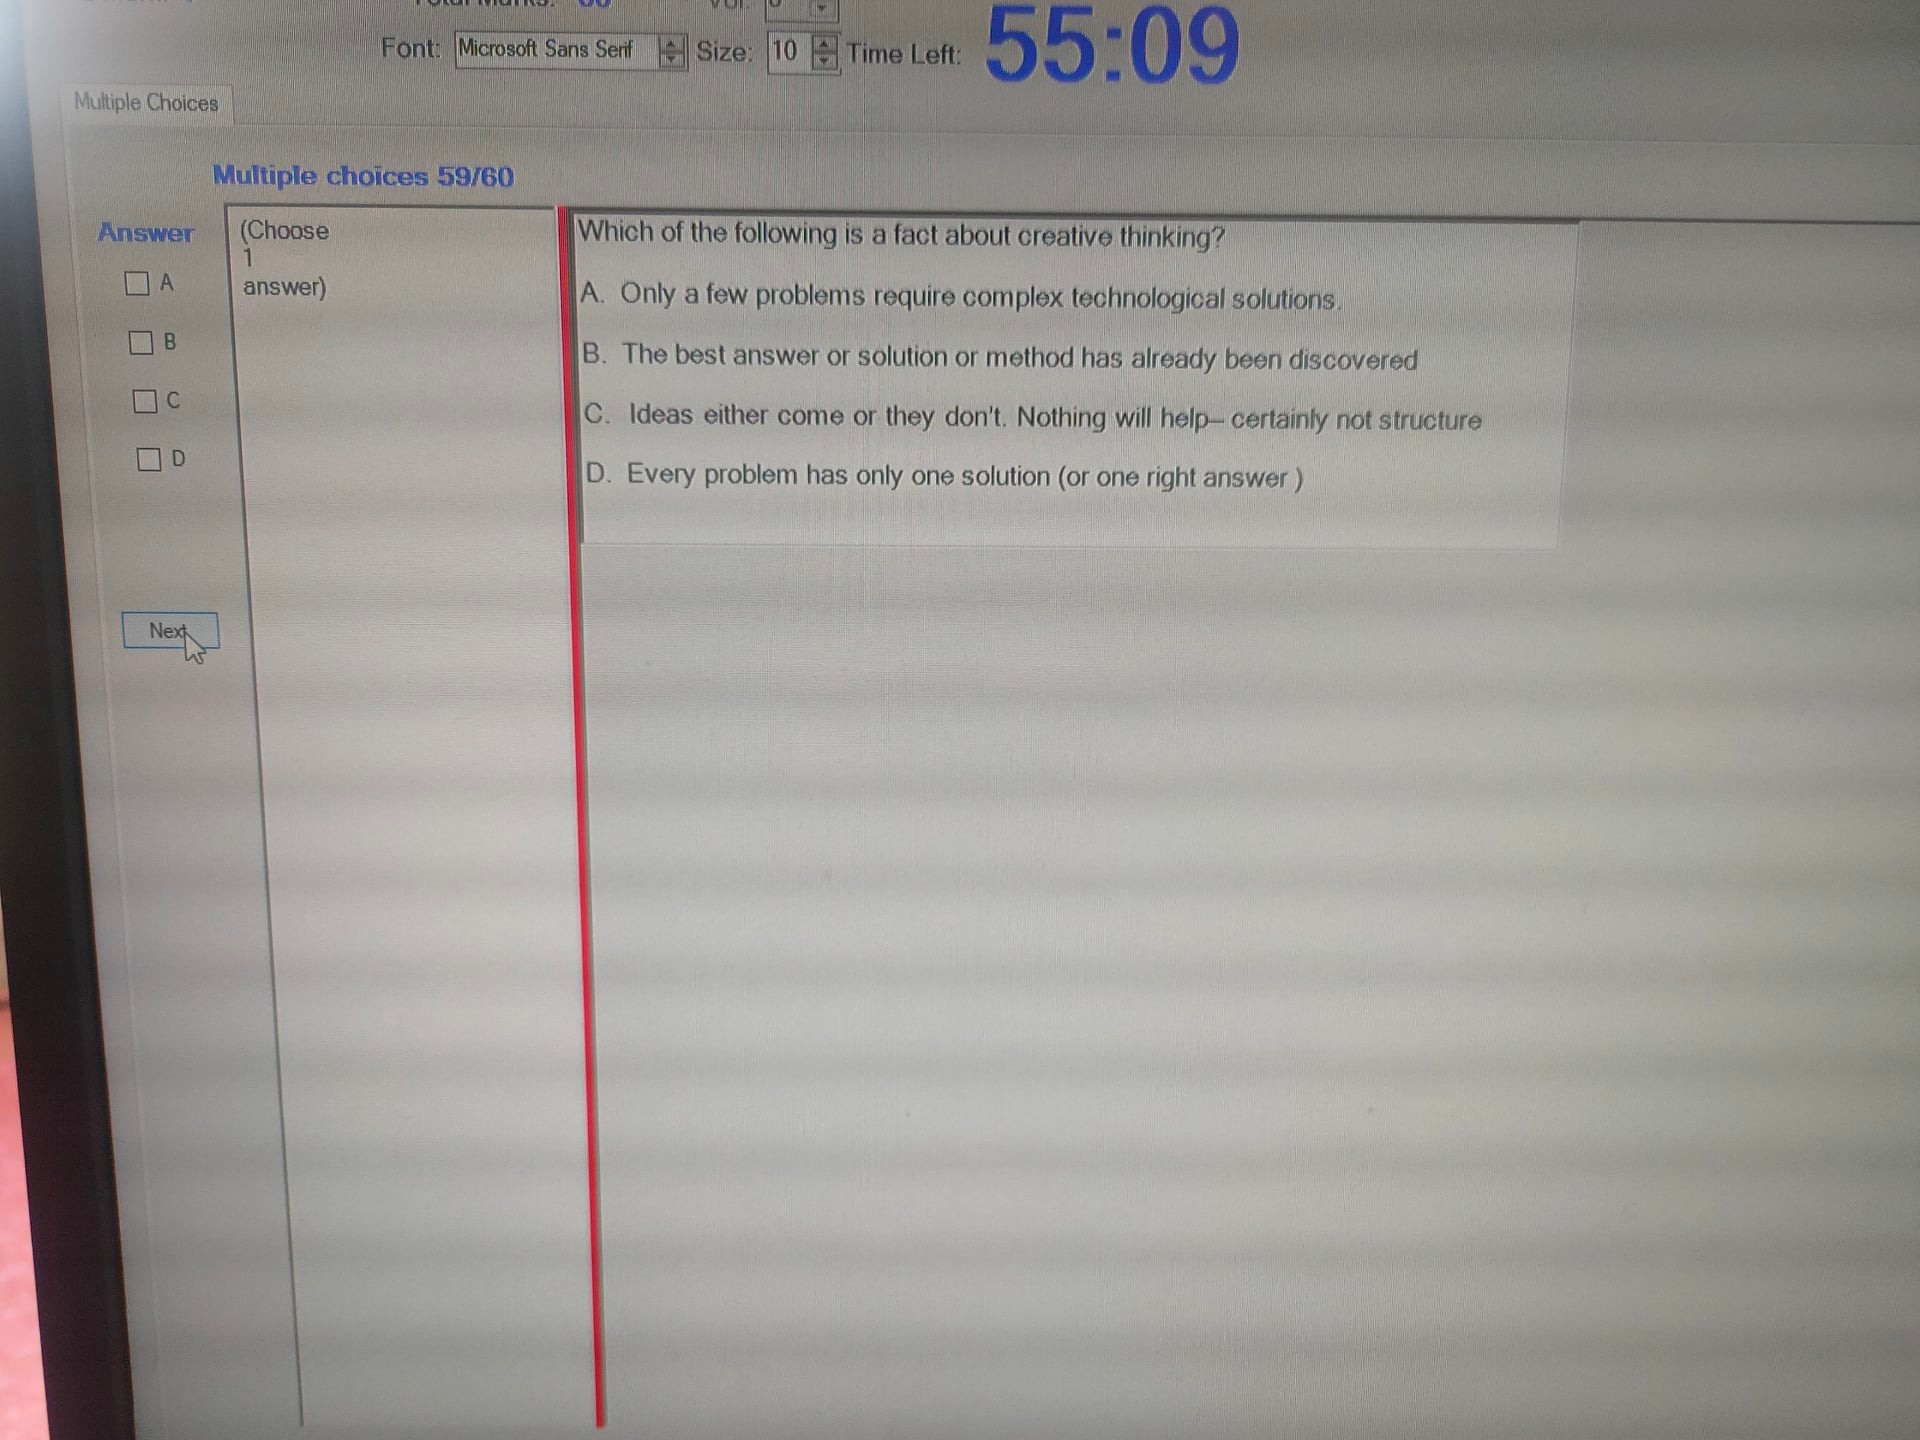 Font: Microsoft Sans Serif Size: 10 Time Left: 55:09
Multiple Choices
Multiple choices 59/60
Answer
A
B
C
D
Next
(Choose
1
answer)
Which of the following is a fact about creative thinking?
A. Only a few problems require complex technological solutions.
B. The best answer or solution or method has already been discovered
C. Ideas either come or they don't. Nothing will help– certainly not structure
D. Every problem has only one solution (or one right answer )